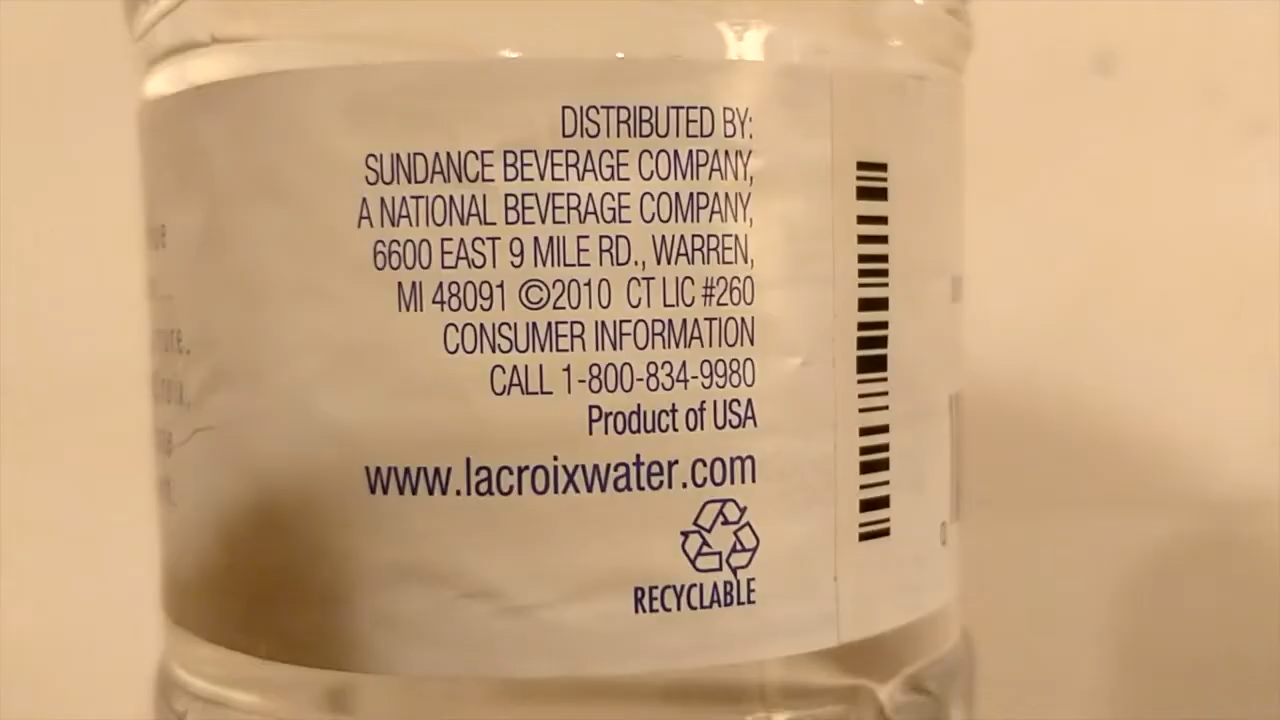 DISTRIBUTED BY:
SUNDANCE BEVERAGE COMPANY,
A NATIONAL BEVERAGE COMPANY,
6600 EAST 9 MILE RD., WARREN,
MI 48091 ©2010 CT LIC #260
CONSUMER INFORMATION
CALL 1-800-834-9980
Product of USA
www.lacroixwater.com
RECYCLABLE
0